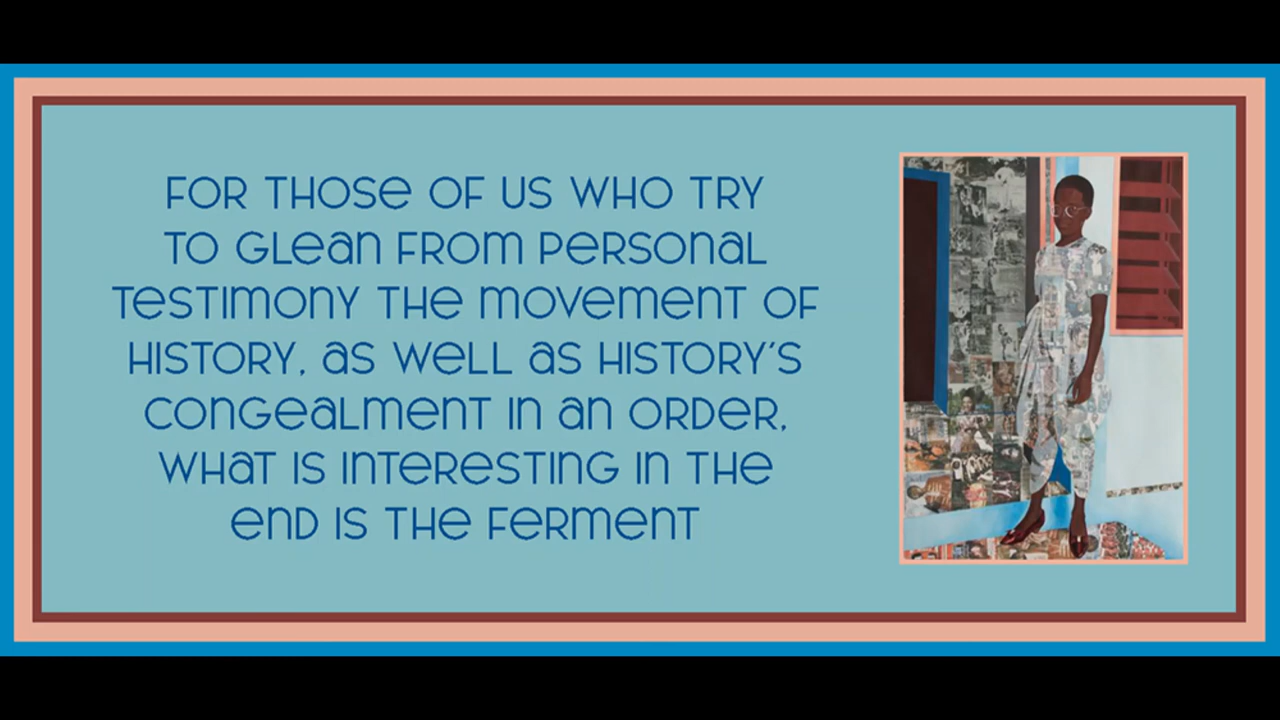 FOR THOSE OF US WHO TRY
TO GLEAN FROM PERSONAL
TESTIMONY THE MOVEMENT OF
HISTORY, AS WELL AS HISTORY'S
CONGEALMENT IN AN ORDER,
WHAT IS INTERESTING IN THE
END IS THE FERMENT